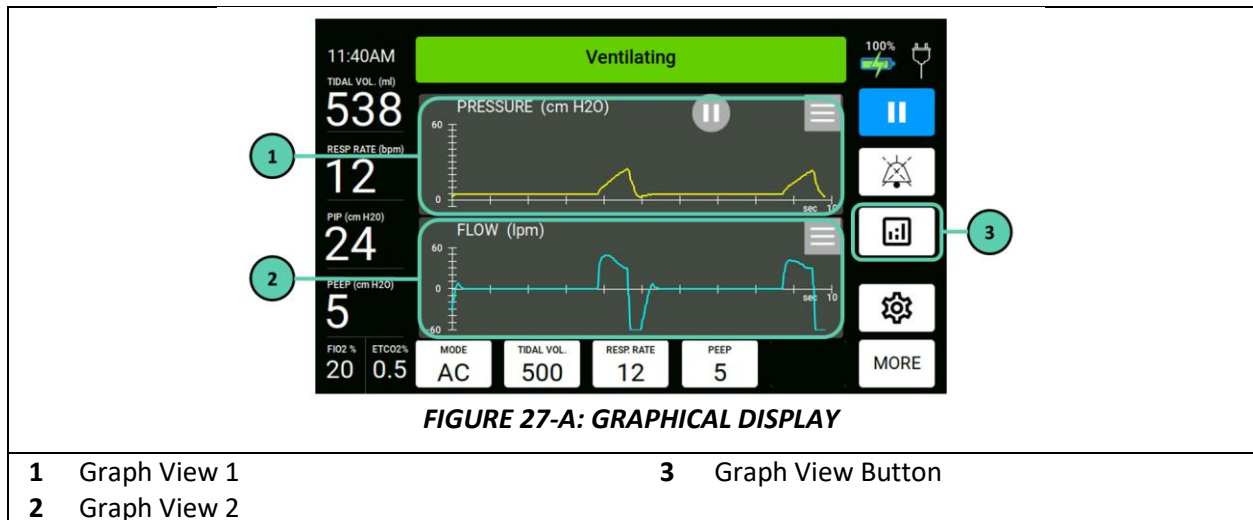 11:40AM
Ventilating
100%
TIDAL VOL. (ml)
538
RESP RATE (bpm)
12
PIP (cm H20)
24
PEEP (cm H20)
5
FIO2 % ETCO2%
20 0.5
PRESSURE (cm H2O)
60
0
sec 10
FLOW (lpm)
60
0
sec 10
-60
MODE
AC
TIDAL VOL.
500
RESP. RATE
12
PEEP
5
MORE
1
2
3
FIGURE 27-A: GRAPHICAL DISPLAY
1 Graph View 1
2 Graph View 2
3 Graph View Button